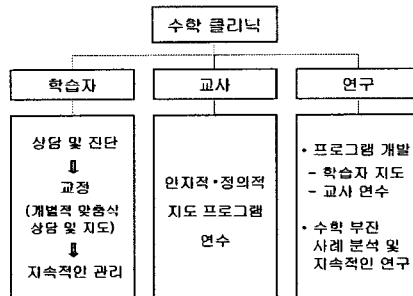 수학 클리닉
학습자
교사
연구
상담 및 진단
⬇
교정
(개별적 맞춤식
상담 및 지도)
⬇
지속적인 관리
인지적·정의적
지도 프로그램
연수
• 프로그램 개발
– 학습자 지도
– 교사 연수
• 수학 부진
사례 분석 및
지속적인 연구